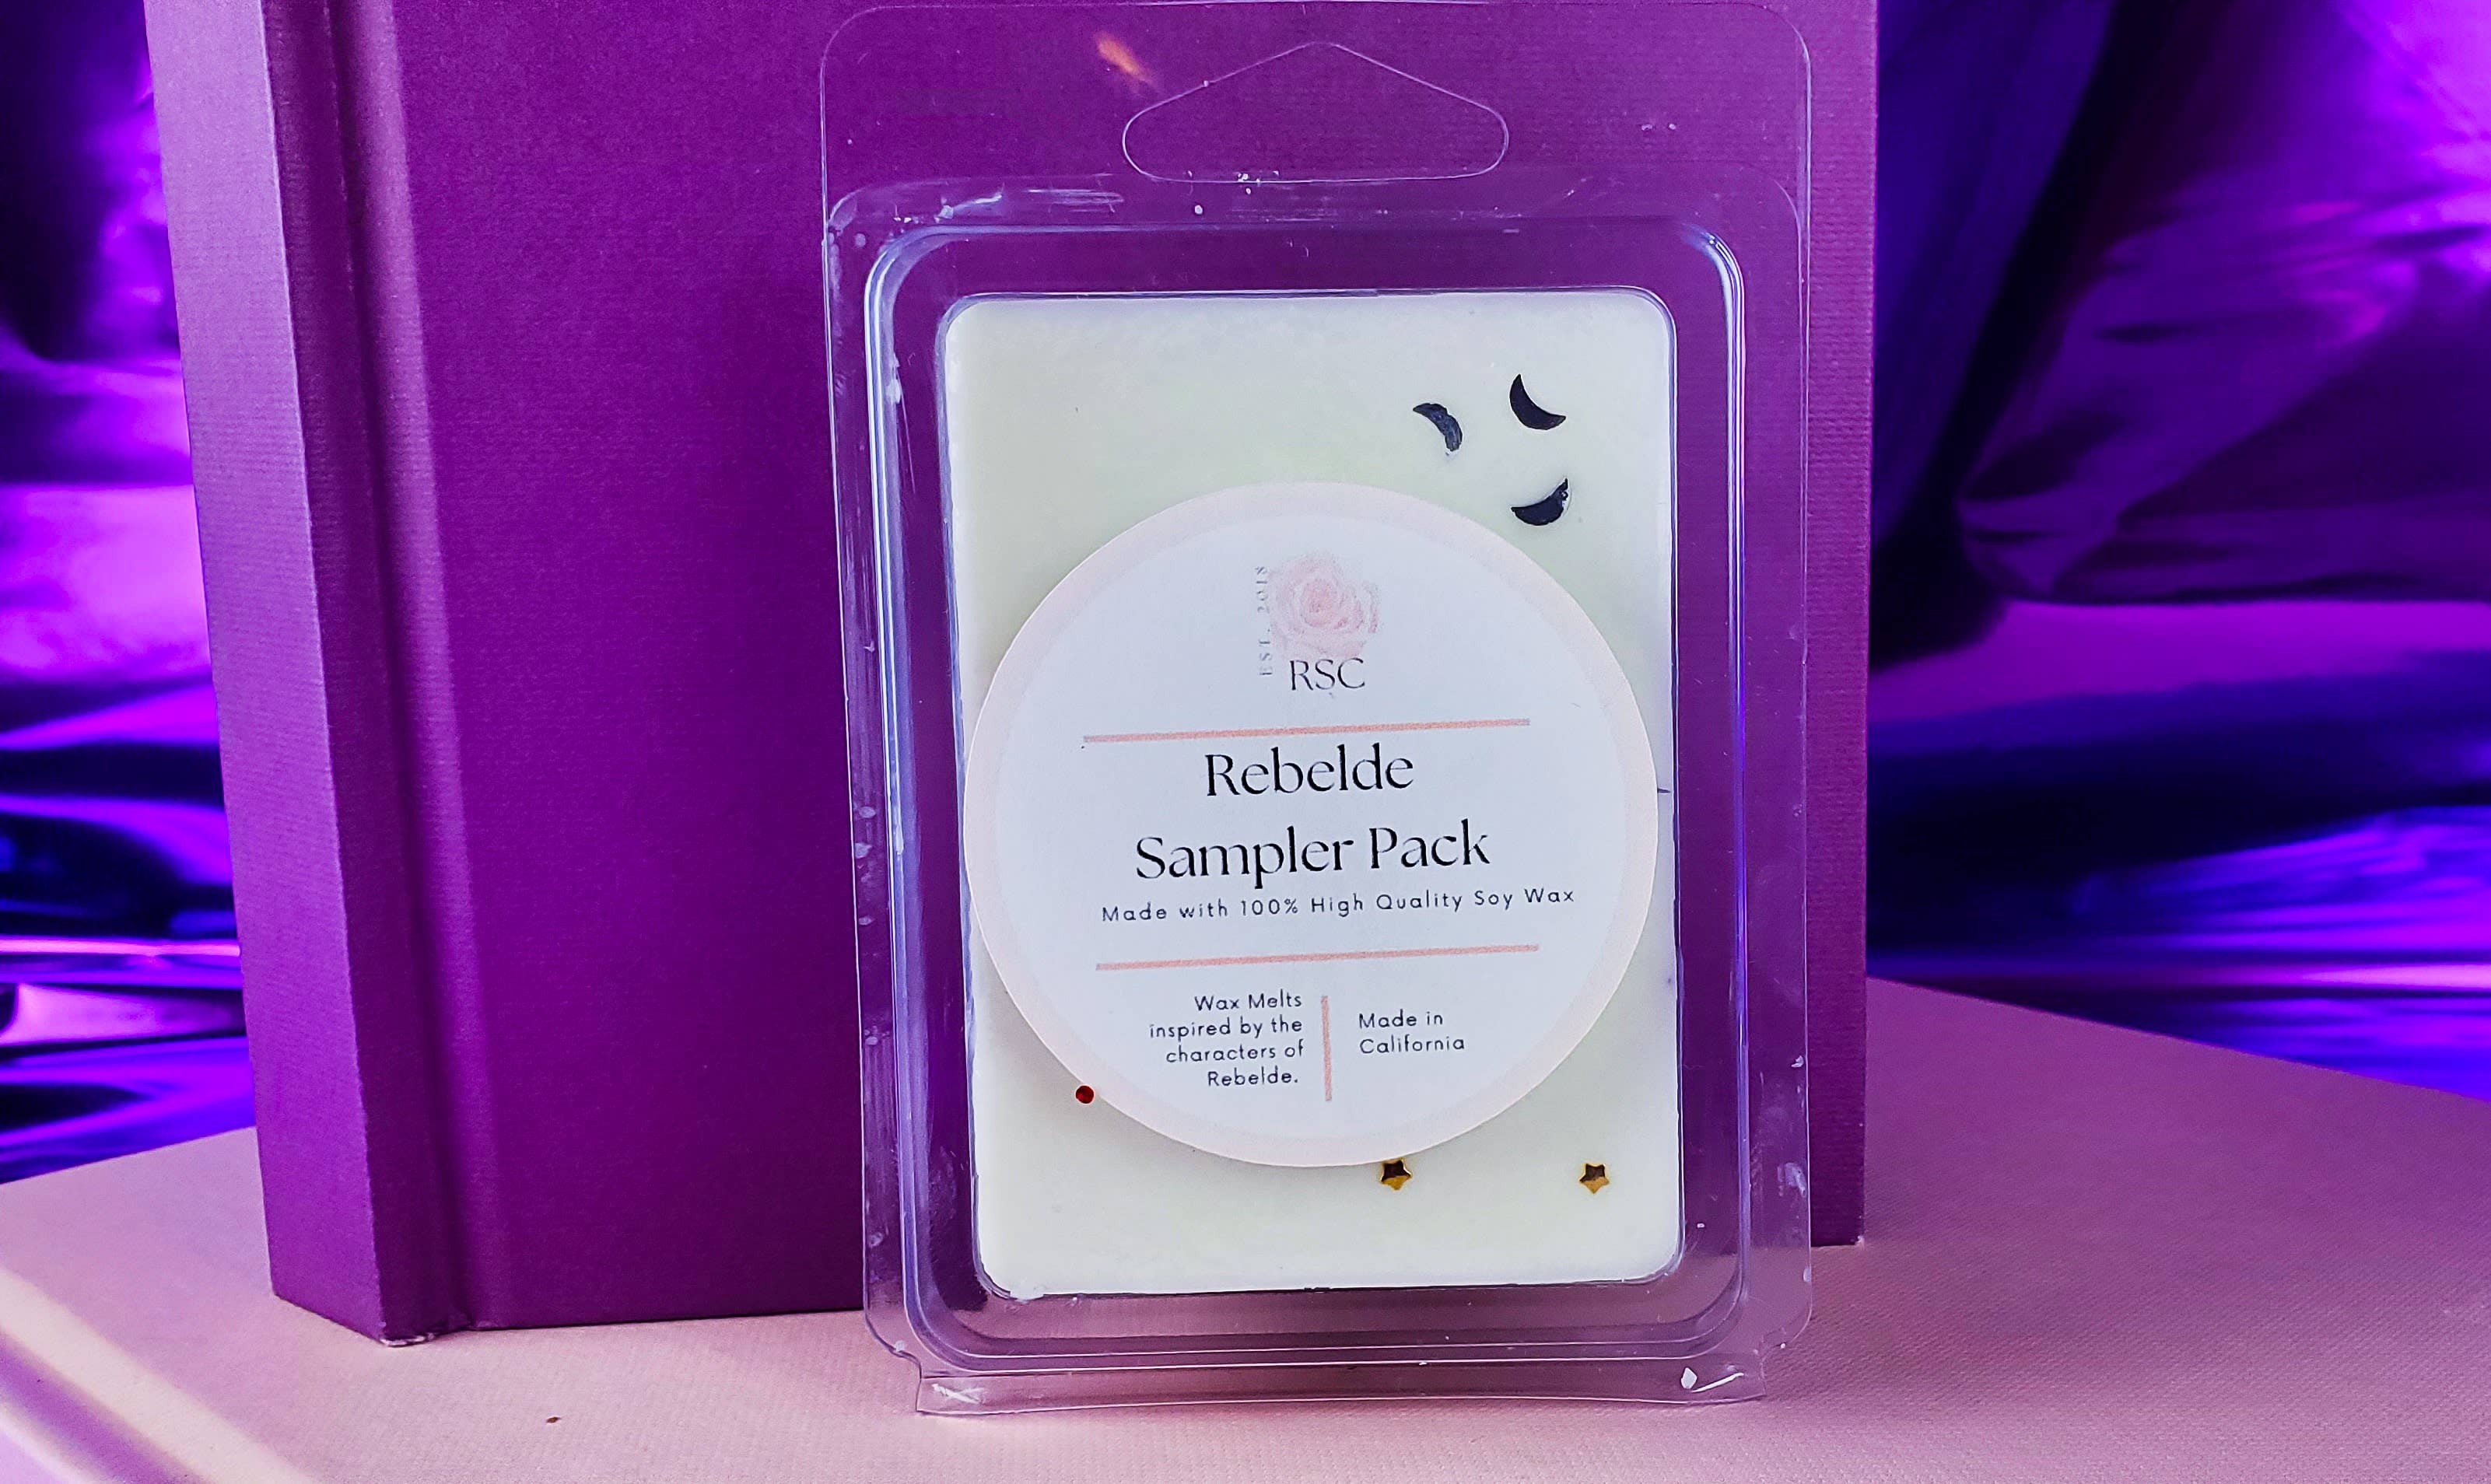 EST. 2018
RSC
Rebelde
Sampler Pack
Made with 100% High Quality Soy Wax
Wax Melts
inspired by the
characters of
Rebelde.
Made in
California